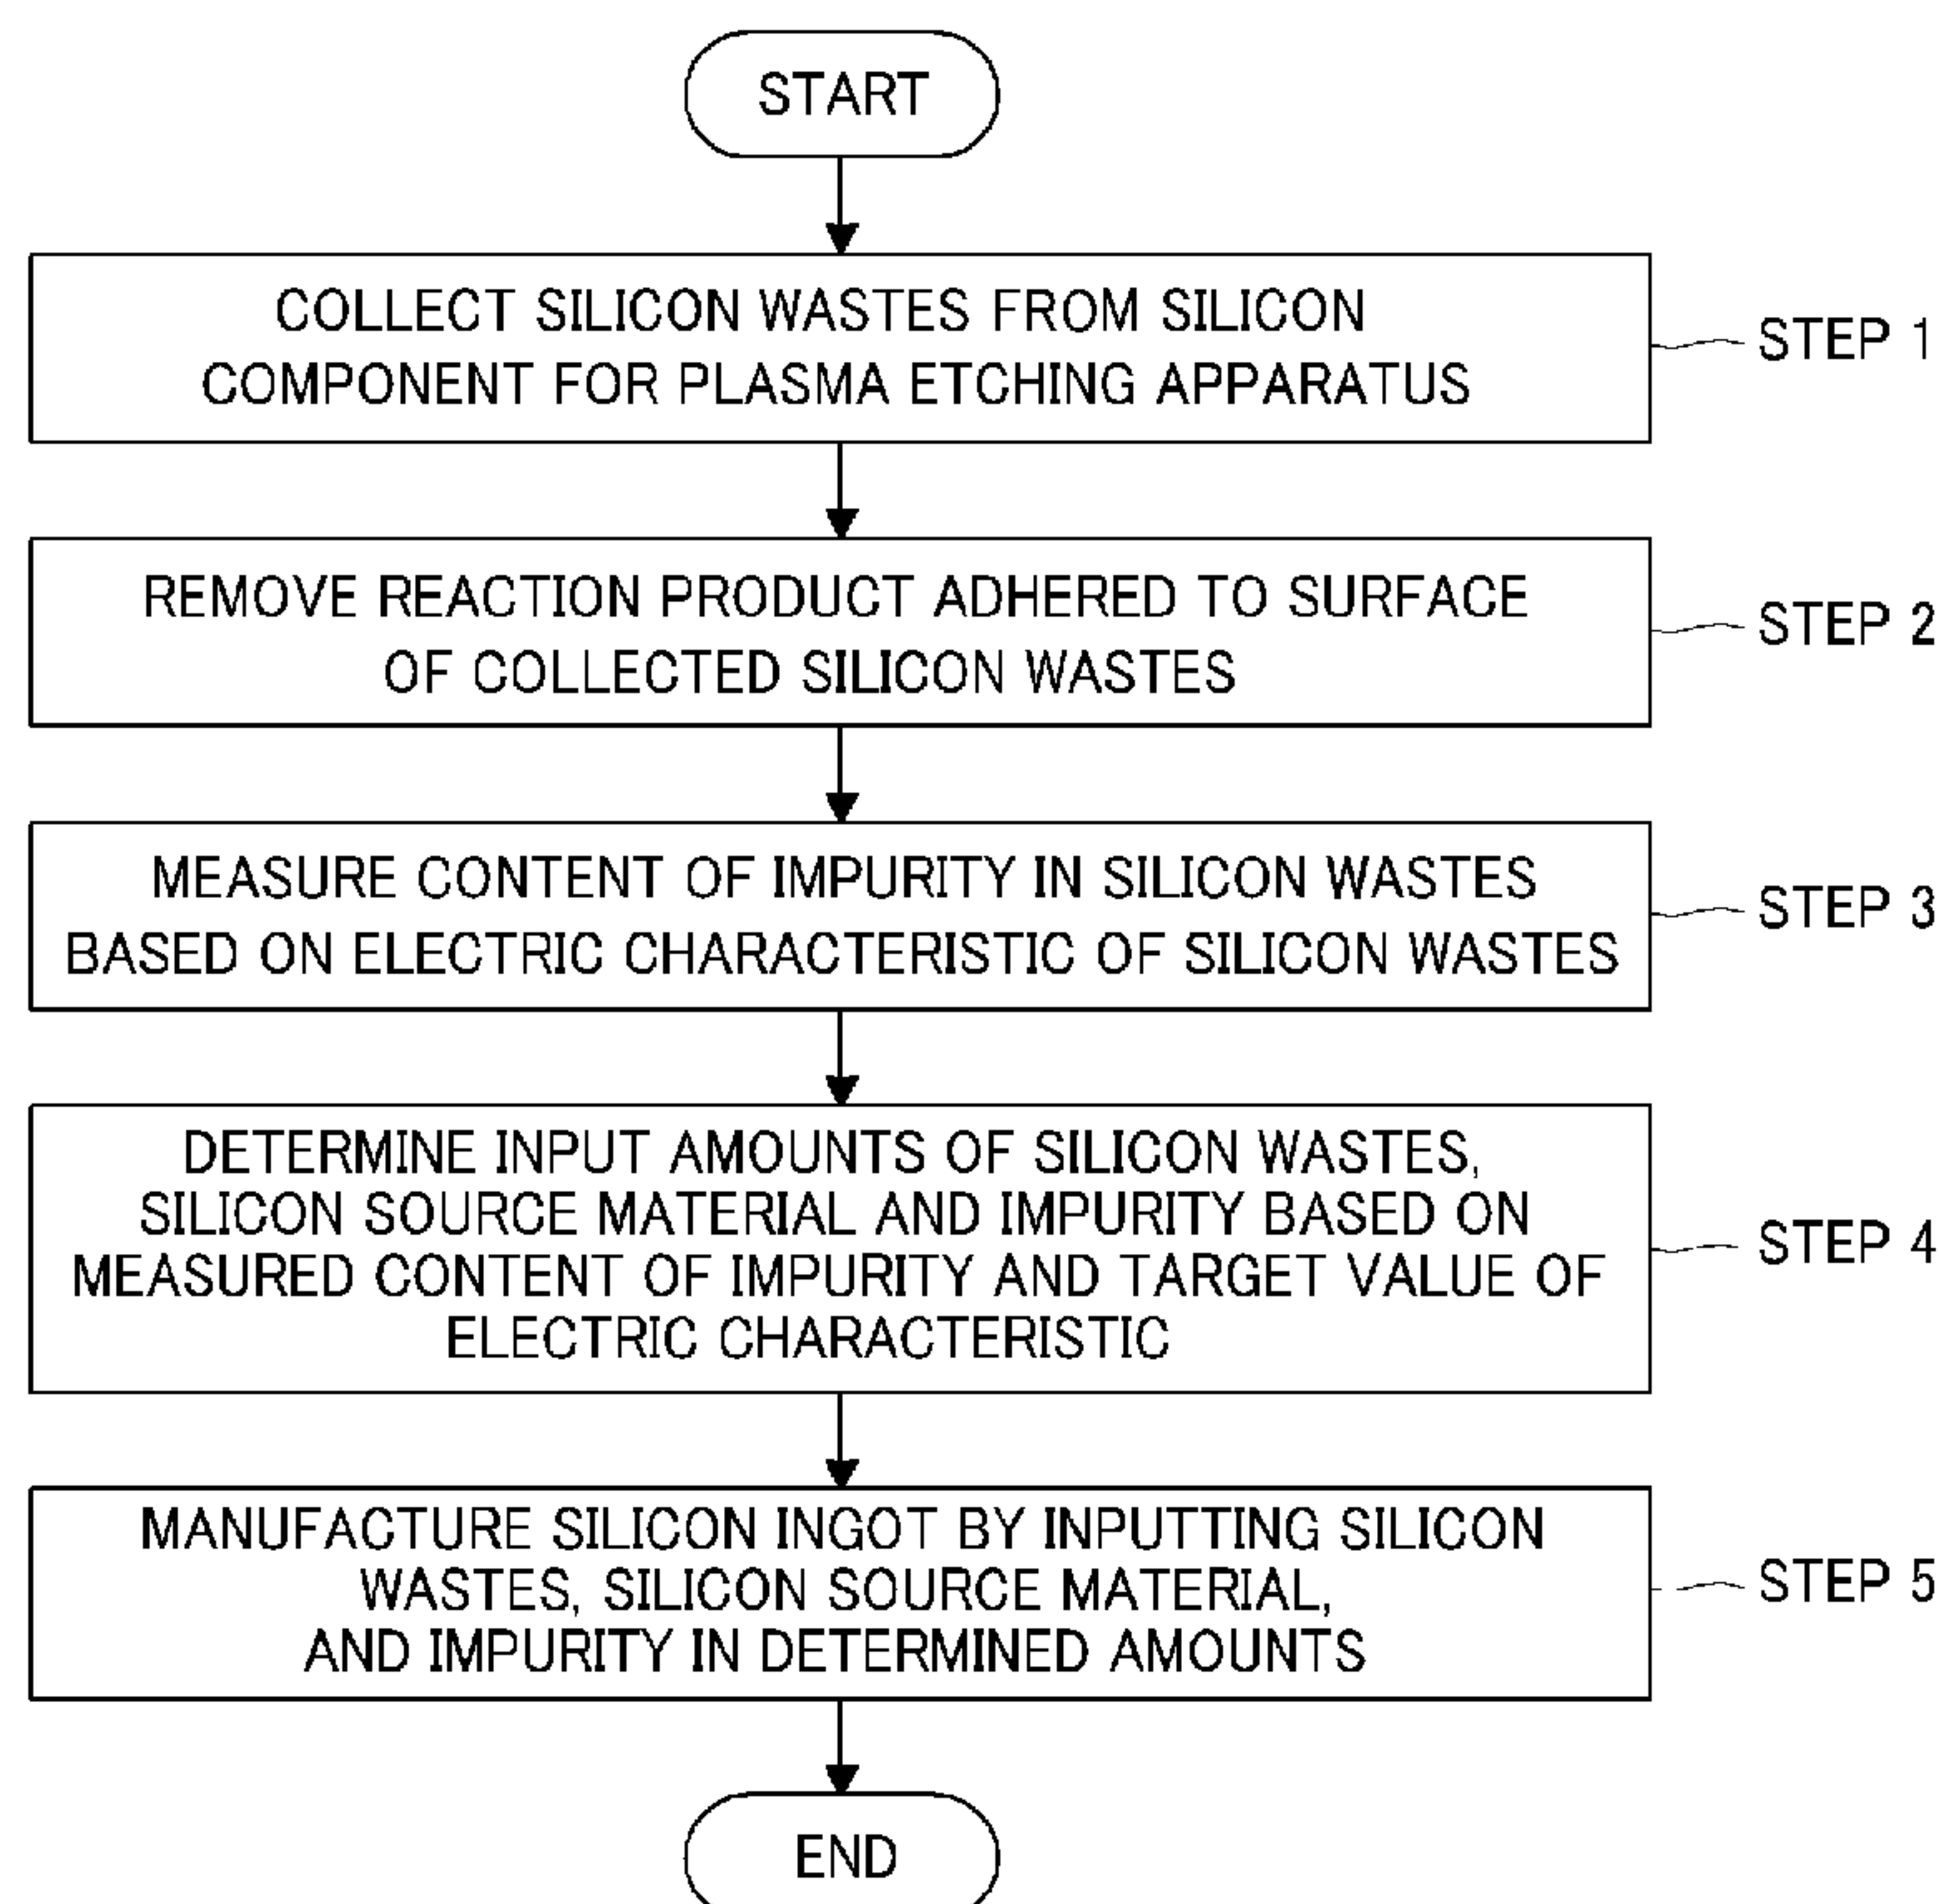 START
COLLECT SILICON WASTES FROM SILICON
COMPONENT FOR PLASMA ETCHING APPARATUS
STEP 1
REMOVE REACTION PRODUCT ADHERED TO SURFACE
OF COLLECTED SILICON WASTES
STEP 2
MEASURE CONTENT OF IMPURITY IN SILICON WASTES
BASED ON ELECTRIC CHARACTERISTIC OF SILICON WASTES
STEP 3
DETERMINE INPUT AMOUNTS OF SILICON WASTES,
SILICON SOURCE MATERIAL AND IMPURITY BASED ON
MEASURED CONTENT OF IMPURITY AND TARGET VALUE OF
ELECTRIC CHARACTERISTIC
STEP 4
MANUFACTURE SILICON INGOT BY INPUTTING SILICON
WASTES, SILICON SOURCE MATERIAL,
AND IMPURITY IN DETERMINED AMOUNTS
STEP 5
END